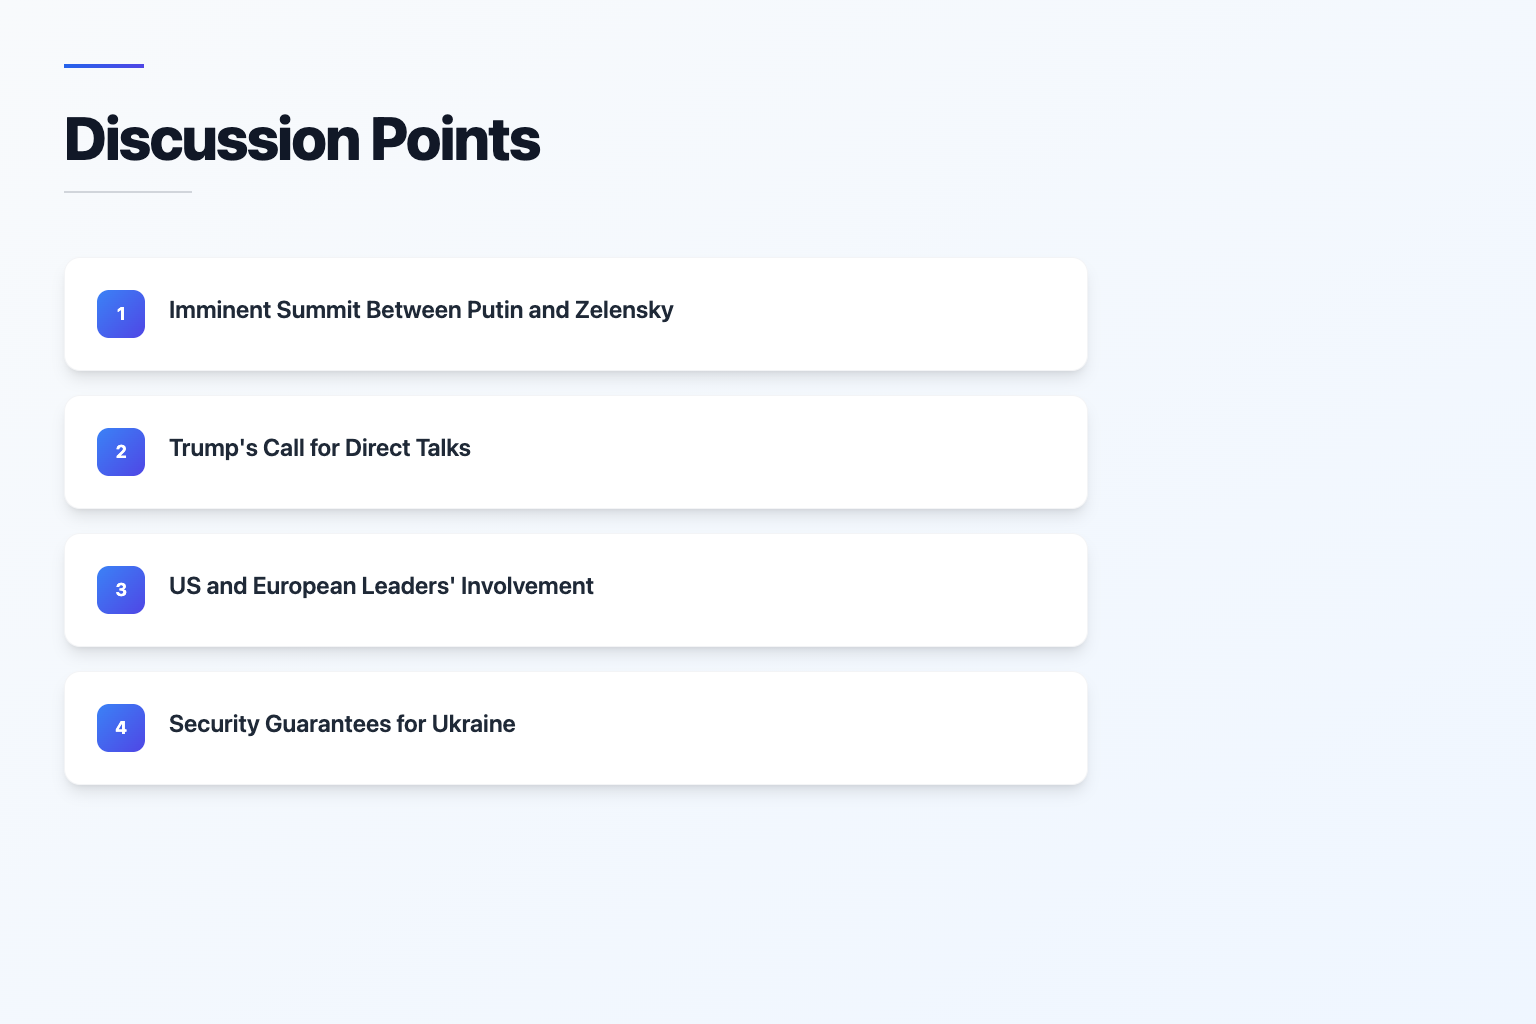 Discussion Points
1 Imminent Summit Between Putin and Zelensky
2 Trump's Call for Direct Talks
3 US and European Leaders' Involvement
4 Security Guarantees for Ukraine